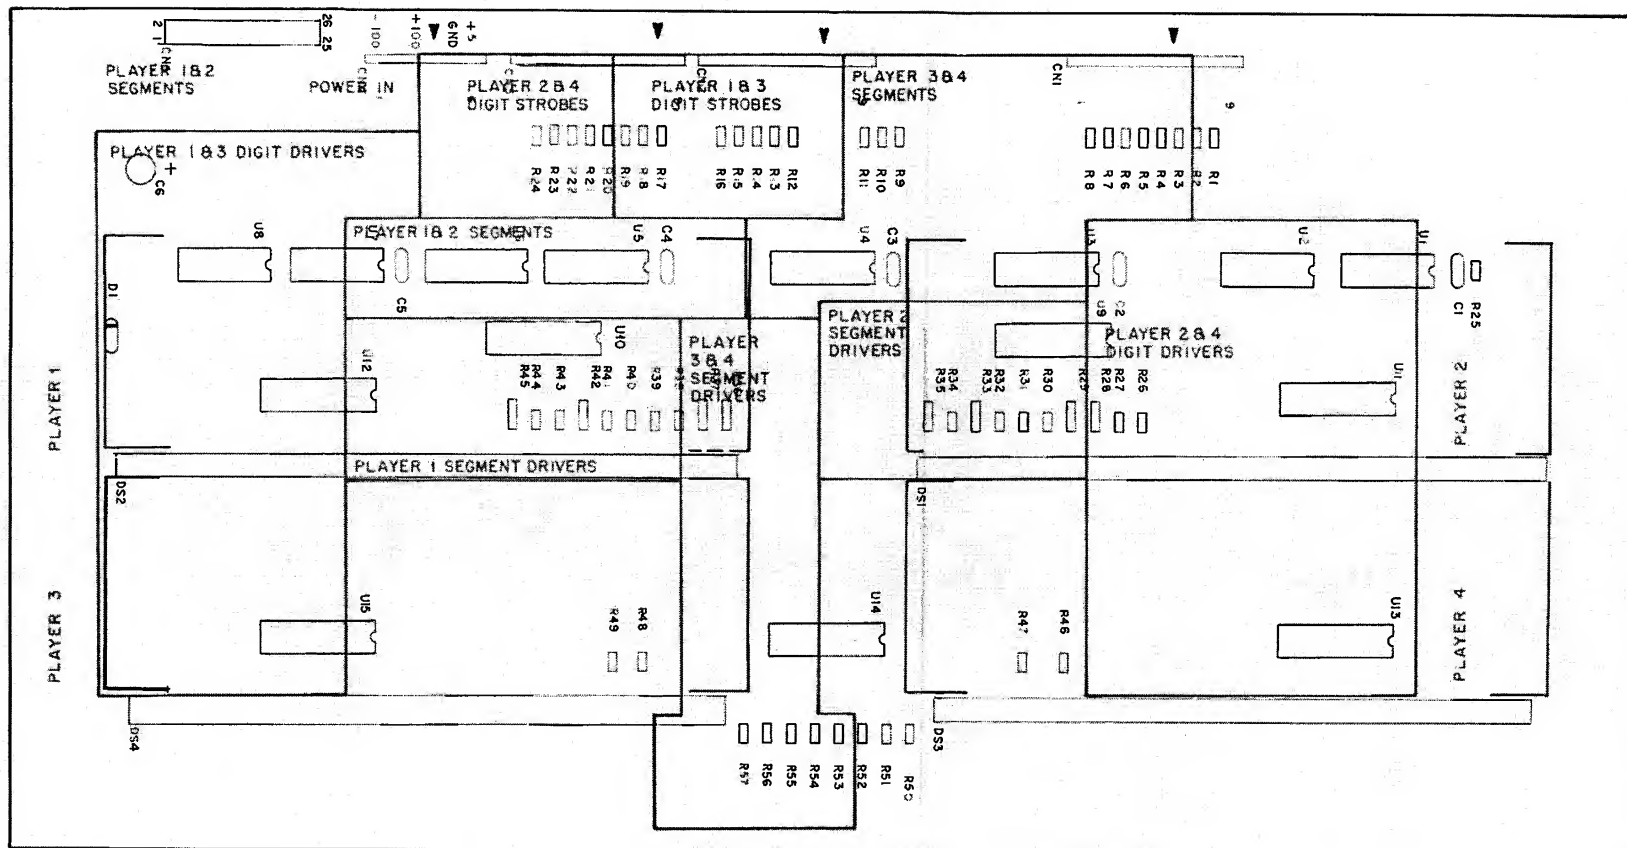 2
1
26
25
-100
+100
GND
+5
PLAYER 1&2
SEGMENTS
POWER IN
PLAYER 2&4
DIGIT STROBES
PLAYER 1&3
DIGIT STROBES
PLAYER 3&4
SEGMENTS
CN1
9
PLAYER 1&3 DIGIT DRIVERS
+
C6
R24
R23
R22
R21
R20
R19
R18
R17
R16
R15
R14
R13
R12
R11
R10
R9
R8
R7
R6
R5
R4
R3
R2
R1
U8
PLAYER 1&2 SEGMENTS
U5
C4
U4
C3
U3
U2
U1
D1
C5
C2
C1
R25
U10
U9
PLAYER
3&4
SEGMENT
DRIVERS
PLAYER 2
SEGMENT
DRIVERS
PLAYER 2&4
DIGIT DRIVERS
U12
U11
R45
R44
R43
R42
R41
R40
R39
R35
R34
R33
R32
R31
R30
R29
R28
R27
R26
PLAYER 1
PLAYER 2
PLAYER 1 SEGMENT DRIVERS
DS2
DS1
PLAYER 3
PLAYER 4
U15
R49
R48
U14
R47
R46
U13
DS4
DS3
R57
R56
R55
R54
R53
R52
R51
R50